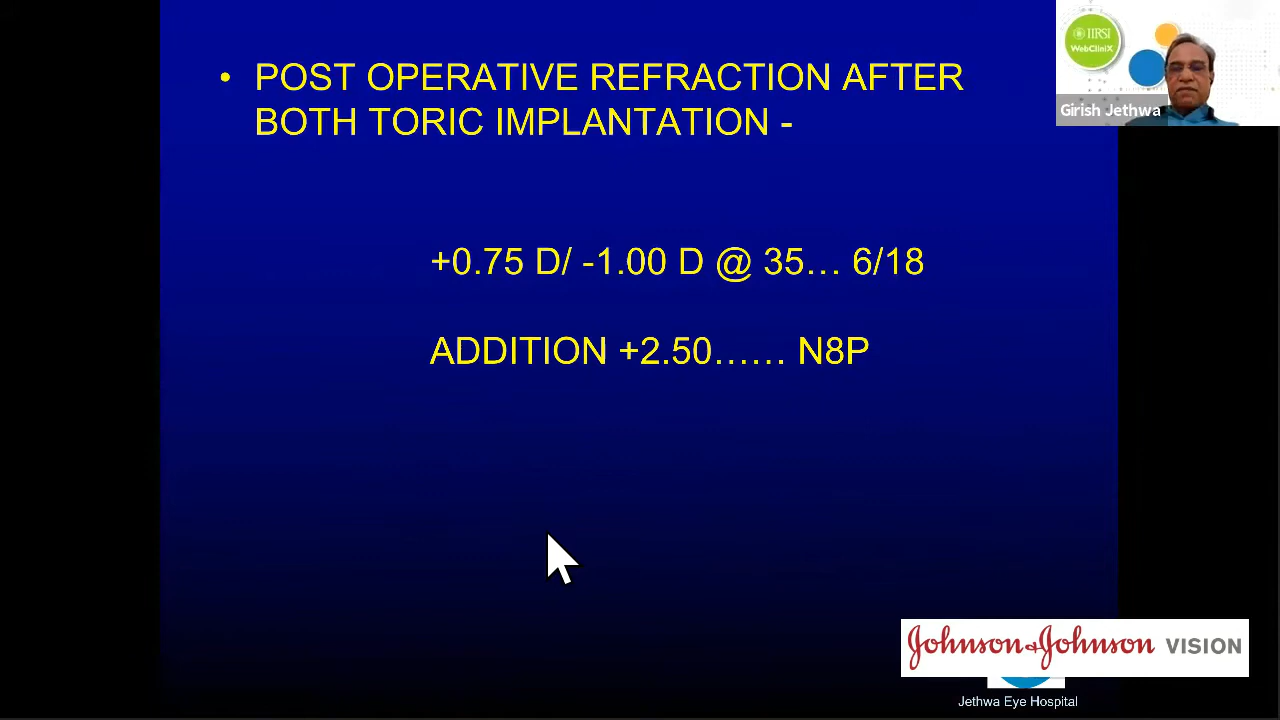 • POST OPERATIVE REFRACTION AFTER
BOTH TORIC IMPLANTATION -
+0.75 D/ -1.00 D @ 35... 6/18
ADDITION +2.50...... N8P
IIRSI
WebCliniX
Girish Jethwa
Johnson & Johnson VISION
Jethwa Eye Hospital